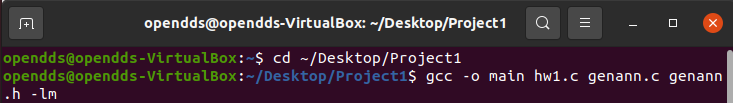 opendds@opendds-VirtualBox: ~/Desktop/Project1
opendds@opendds-VirtualBox:~$ cd ~/Desktop/Project1
opendds@opendds-VirtualBox:~/Desktop/Project1$ gcc -o main hw1.c genann.c genann
.h -lm